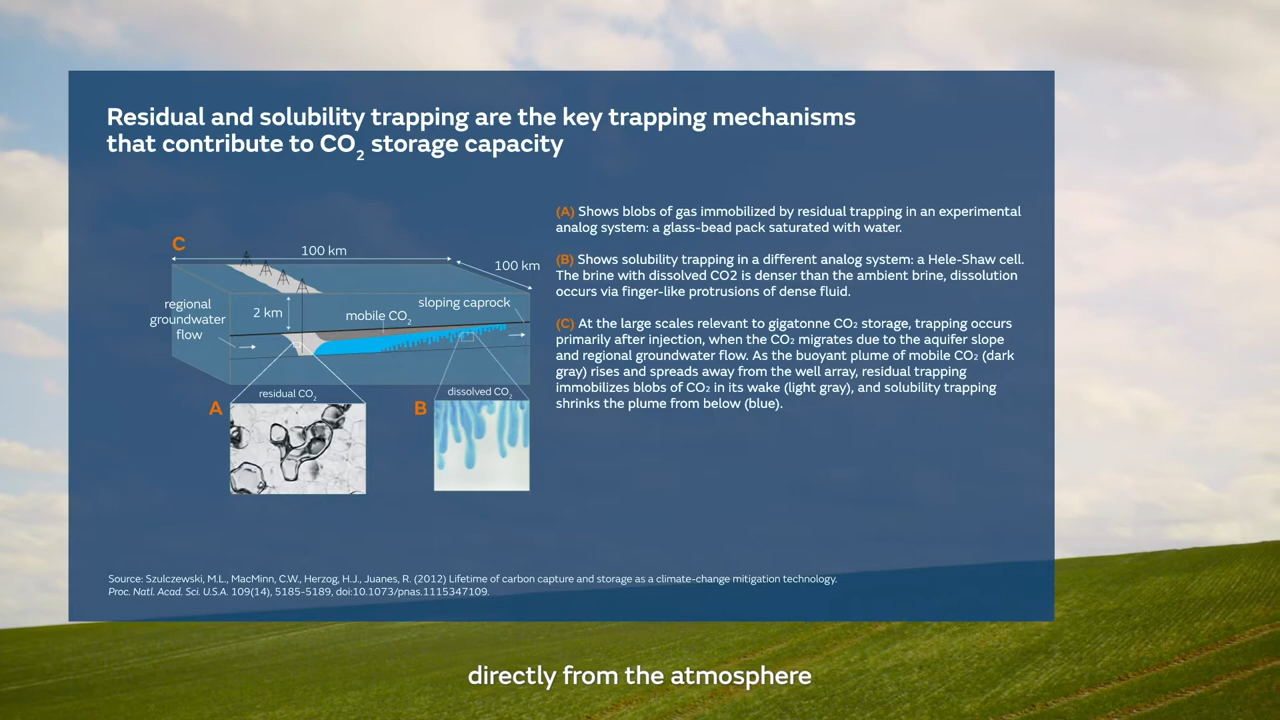 Residual and solubility trapping are the key trapping mechanisms
that contribute to CO₂ storage capacity
C
100 km
100 km
regional
groundwater
flow
2 km
mobile CO₂
sloping caprock
residual CO₂
dissolved CO₂
A
B
(A) Shows blobs of gas immobilized by residual trapping in an experimental
analog system: a glass-bead pack saturated with water.
(B) Shows solubility trapping in a different analog system: a Hele-Shaw cell.
The brine with dissolved CO2 is denser than the ambient brine, dissolution
occurs via finger-like protrusions of dense fluid.
(C) At the large scales relevant to gigatonne CO₂ storage, trapping occurs
primarily after injection, when the CO₂ migrates due to the aquifer slope
and regional groundwater flow. As the buoyant plume of mobile CO₂ (dark
gray) rises and spreads away from the well array, residual trapping
immobilizes blobs of CO₂ in its wake (light gray), and solubility trapping
shrinks the plume from below (blue).
Source: Szulczewski, M.L., MacMinn, C.W., Herzog, H.J., Juanes, R. (2012) Lifetime of carbon capture and storage as a climate-change mitigation technology.
Proc. Natl. Acad. Sci. U.S.A. 109(14), 5185-5189, doi:10.1073/pnas.1115347109.
directly from the atmosphere